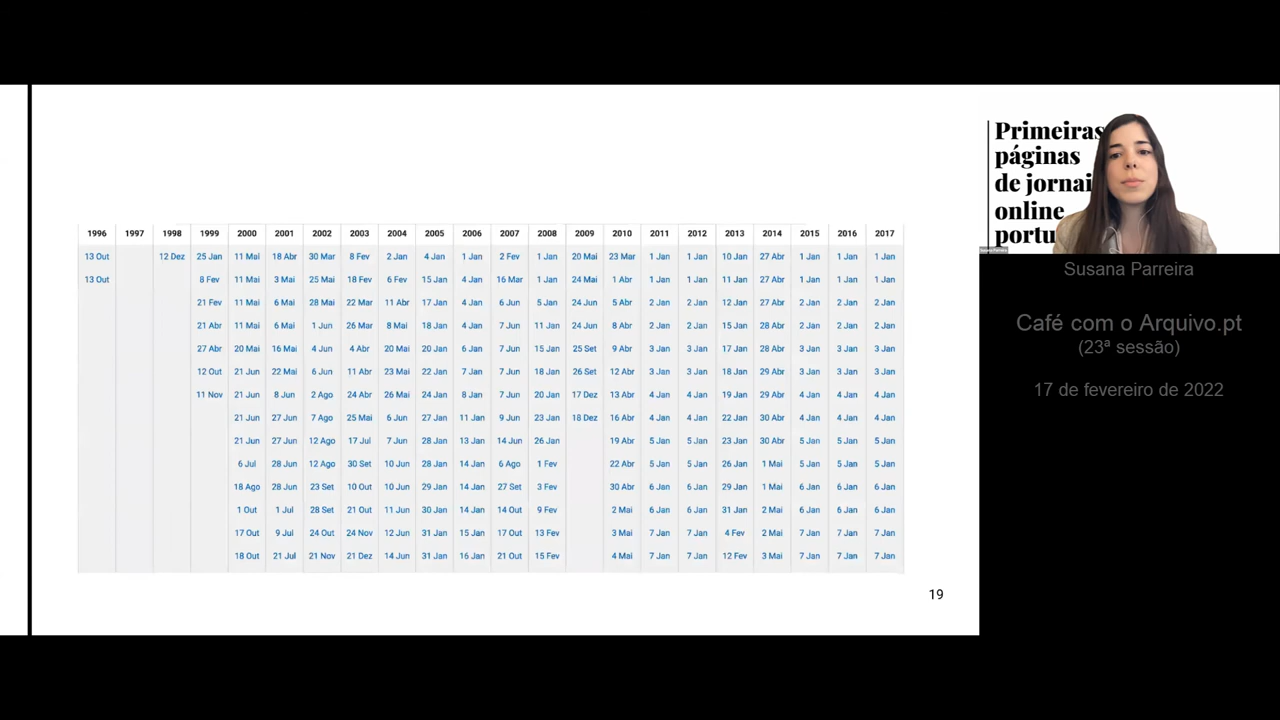 1996 1997 1998 1999 2000 2001 2002 2003 2004 2005 2006 2007 2008 2009 2010 2011 2012 2013 2014 2015 2016 2017
13 Out 12 Dez 25 Jan 11 Mai 18 Abr 30 Mar 8 Fev 2 Jan 4 Jan 1 Jan 2 Fev 1 Jan 20 Mai 23 Mar 1 Jan 1 Jan 10 Jan 27 Abr 1 Jan 1 Jan 1 Jan
13 Out 8 Fev 11 Mai 3 Mai 25 Mai 18 Fev 6 Fev 15 Jan 4 Jan 16 Mar 1 Jan 24 Mai 1 Abr 1 Jan 1 Jan 11 Jan 27 Abr 1 Jan 1 Jan 1 Jan
21 Fev 11 Mai 6 Mai 28 Mai 22 Mar 11 Abr 17 Jan 4 Jan 6 Jun 5 Jan 24 Jun 5 Abr 2 Jan 2 Jan 12 Jan 27 Abr 2 Jan 2 Jan 2 Jan
21 Abr 11 Mai 6 Mai 1 Jun 26 Mar 8 Mai 18 Jan 4 Jan 7 Jun 11 Jan 24 Jun 8 Abr 2 Jan 2 Jan 15 Jan 28 Abr 2 Jan 2 Jan 2 Jan
27 Abr 20 Mai 16 Mai 4 Jun 4 Abr 20 Mai 20 Jan 6 Jan 7 Jun 15 Jan 25 Set 9 Abr 3 Jan 3 Jan 17 Jan 28 Abr 3 Jan 3 Jan 3 Jan
12 Out 21 Jun 22 Mai 6 Jun 11 Abr 23 Mai 22 Jan 7 Jan 7 Jun 18 Jan 26 Set 12 Abr 3 Jan 3 Jan 18 Jan 29 Abr 3 Jan 3 Jan 3 Jan
11 Nov 21 Jun 8 Jun 2 Ago 24 Abr 26 Mai 24 Jan 8 Jan 7 Jun 20 Jan 17 Dez 13 Abr 4 Jan 4 Jan 19 Jan 29 Abr 4 Jan 4 Jan 4 Jan
21 Jun 27 Jun 7 Ago 25 Mai 6 Jun 27 Jan 11 Jan 9 Jun 23 Jan 18 Dez 16 Abr 4 Jan 4 Jan 22 Jan 30 Abr 4 Jan 4 Jan 4 Jan
21 Jun 27 Jun 12 Ago 17 Jul 7 Jun 28 Jan 13 Jan 14 Jun 26 Jan 19 Abr 5 Jan 5 Jan 23 Jan 30 Abr 5 Jan 5 Jan 5 Jan
6 Jul 28 Jun 12 Ago 30 Set 10 Jun 28 Jan 14 Jan 6 Ago 1 Fev 22 Abr 5 Jan 5 Jan 26 Jan 1 Mai 5 Jan 5 Jan 5 Jan
18 Ago 28 Jun 23 Set 10 Out 10 Jun 29 Jan 14 Jan 27 Set 3 Fev 30 Abr 6 Jan 6 Jan 29 Jan 1 Mai 6 Jan 6 Jan 6 Jan
1 Out 1 Jul 28 Set 21 Out 11 Jun 30 Jan 14 Jan 14 Out 9 Fev 2 Mai 6 Jan 6 Jan 31 Jan 2 Mai 6 Jan 6 Jan 6 Jan
17 Out 9 Jul 24 Out 24 Nov 12 Jun 31 Jan 15 Jan 17 Out 13 Fev 3 Mai 7 Jan 7 Jan 4 Fev 2 Mai 7 Jan 7 Jan 7 Jan
18 Out 21 Jul 21 Nov 21 Dez 14 Jun 31 Jan 16 Jan 21 Out 15 Fev 4 Mai 7 Jan 7 Jan 12 Fev 3 Mai 7 Jan 7 Jan 7 Jan
19
Primeiras
páginas
de jornai
online
portu
Susana Parreira
Café com o Arquivo.pt
(23ª sessão)
17 de fevereiro de 2022